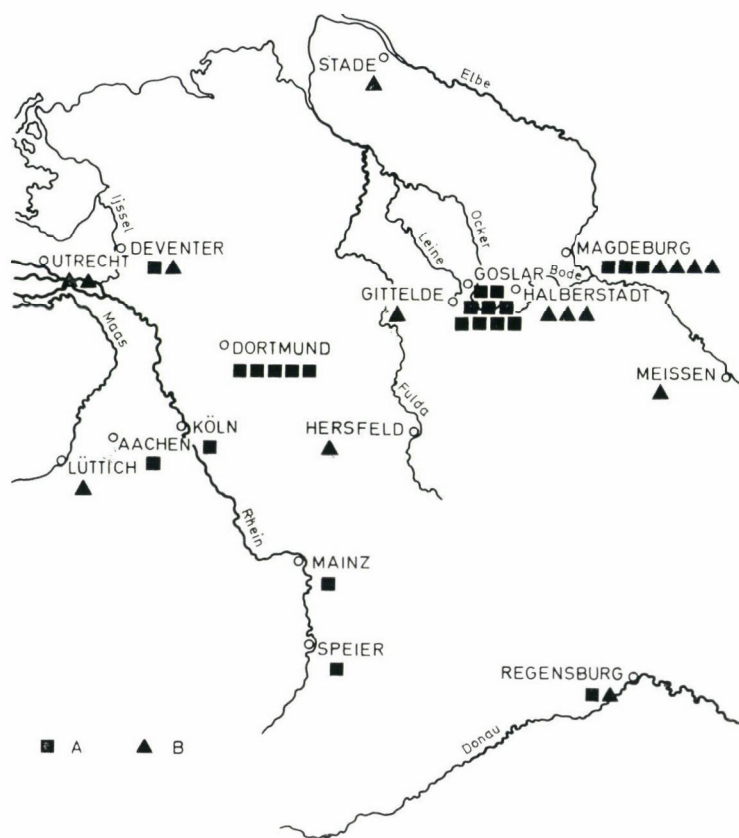 STADE
Elbe
Ijssel
Ocker
Leine
UTRECHT
DEVENTER
MAGDEBURG
GOSLAR
Bode
GITTELDE
HALBERSTADT
Maas
DORTMUND
MEISSEN
Fulda
KÖLN
HERSFELD
AACHEN
LÜTTICH
Rhein
MAINZ
SPEIER
REGENSBURG
Donau
A
B